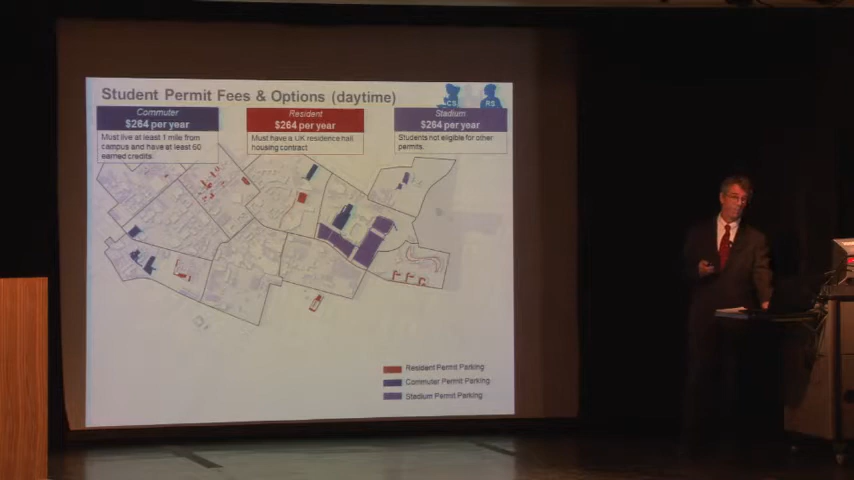 Student Permit Fees & Options (daytime)
CS
RS
Commuter
$264 per year
Must live at least 1 mile from
campus and have at least 60
earned credits.
Resident
$264 per year
Must have a UK residence hall
housing contract
Stadium
$264 per year
Students not eligible for other
permits.
Resident Permit Parking
Commuter Permit Parking
Stadium Permit Parking